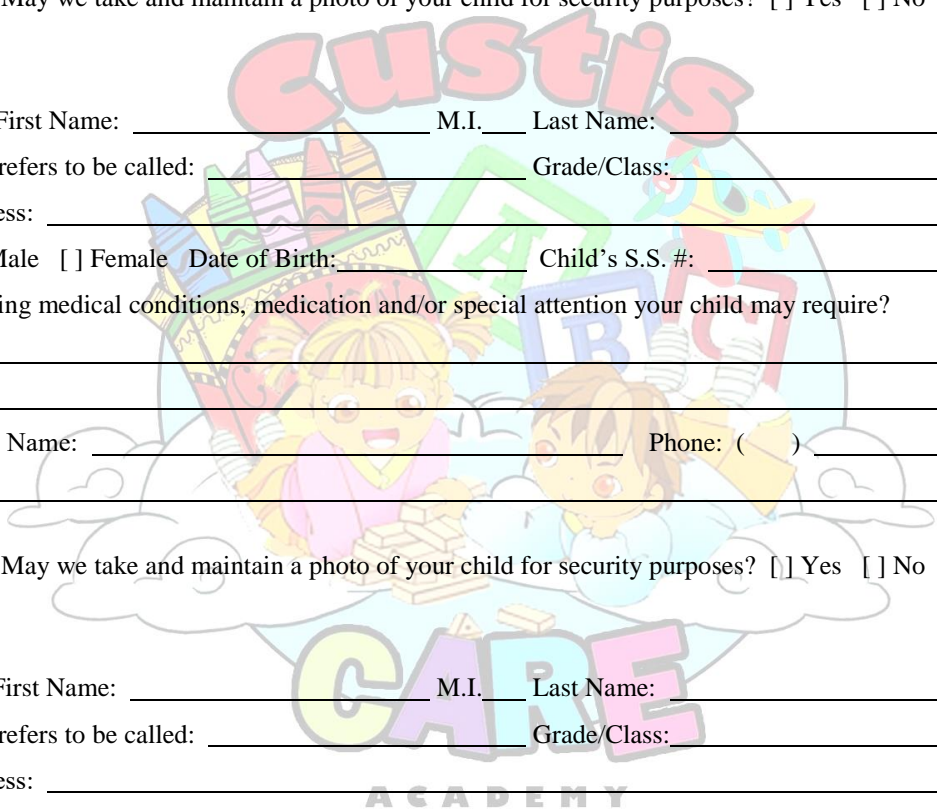 May we take and maintain a photo of your child for security purposes? [ ] Yes [ ] No
Custis
First Name: M.I. Last Name:
refers to be called: Grade/Class:
ess:
Male [ ] Female Date of Birth: Child's S.S. #:
ing medical conditions, medication and/or special attention your child may require?
A B C
Name: Phone: ( )
May we take and maintain a photo of your child for security purposes? [ ] Yes [ ] No
CARE
First Name: M.I. Last Name:
refers to be called: Grade/Class:
ess:
ACADEMY